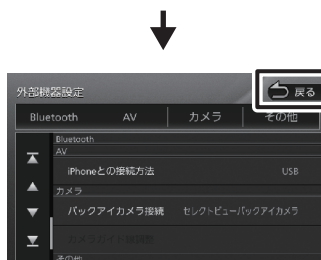 外部機器設定
戻る
Bluetooth AV カメラ その他
Bluetooth
AV
iPhoneとの接続方法 USB
カメラ
バックアイカメラ接続 セレクトビューバックアイカメラ
その他